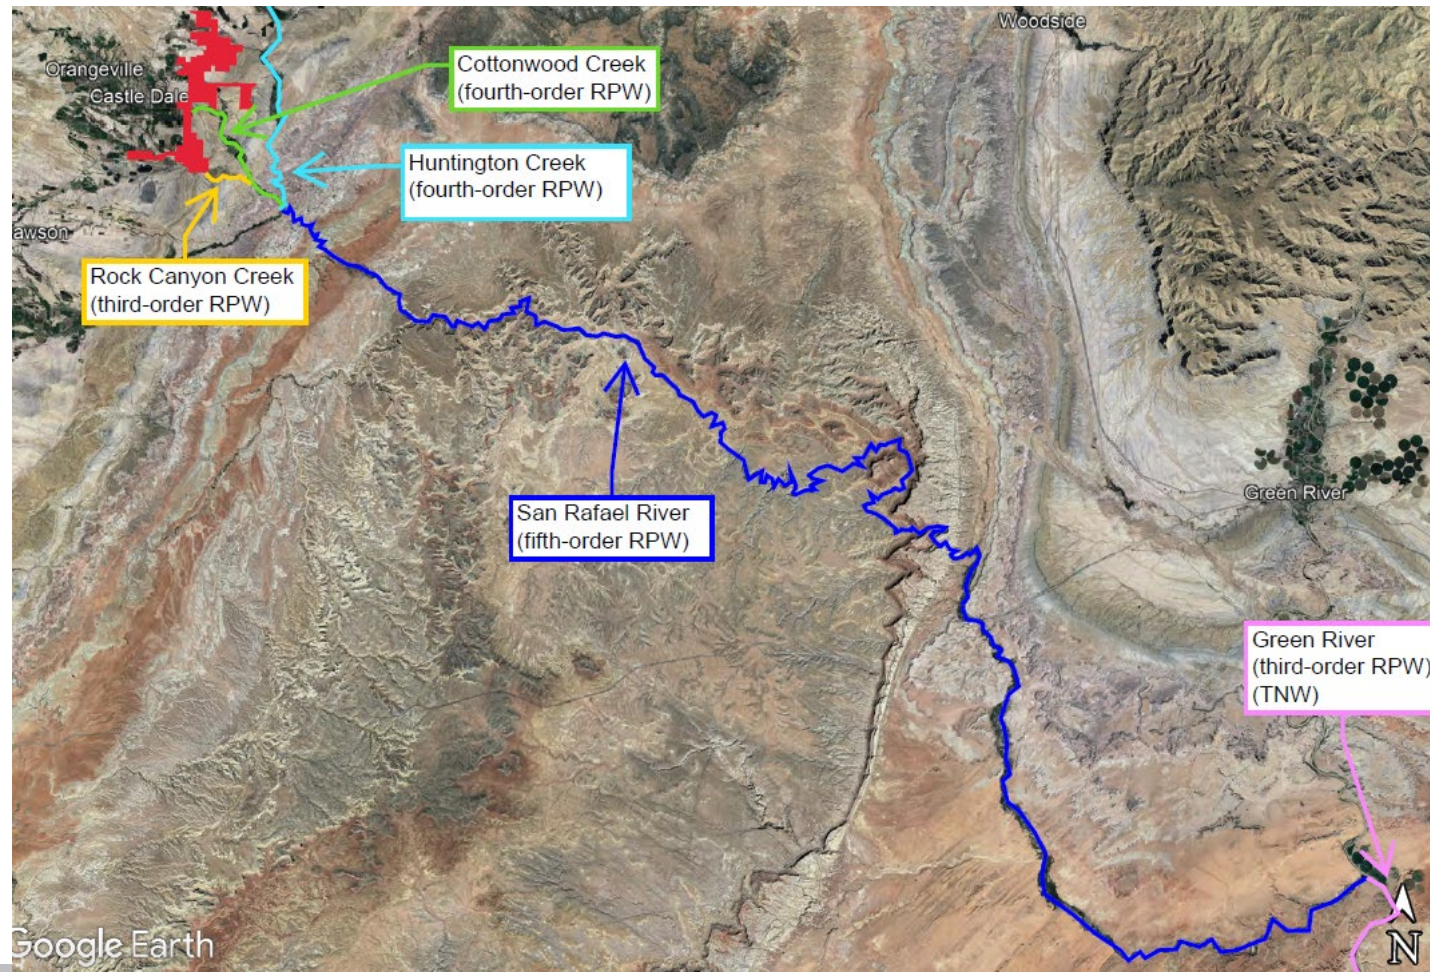 Woodside
Orangeville
Castle Dale
Cottonwood Creek
(fourth-order RPW)
Huntington Creek
(fourth-order RPW)
awson
Rock Canyon Creek
(third-order RPW)
San Rafael River
(fifth-order RPW)
Green River
Green River
(third-order RPW)
(TNW)
Google Earth
N